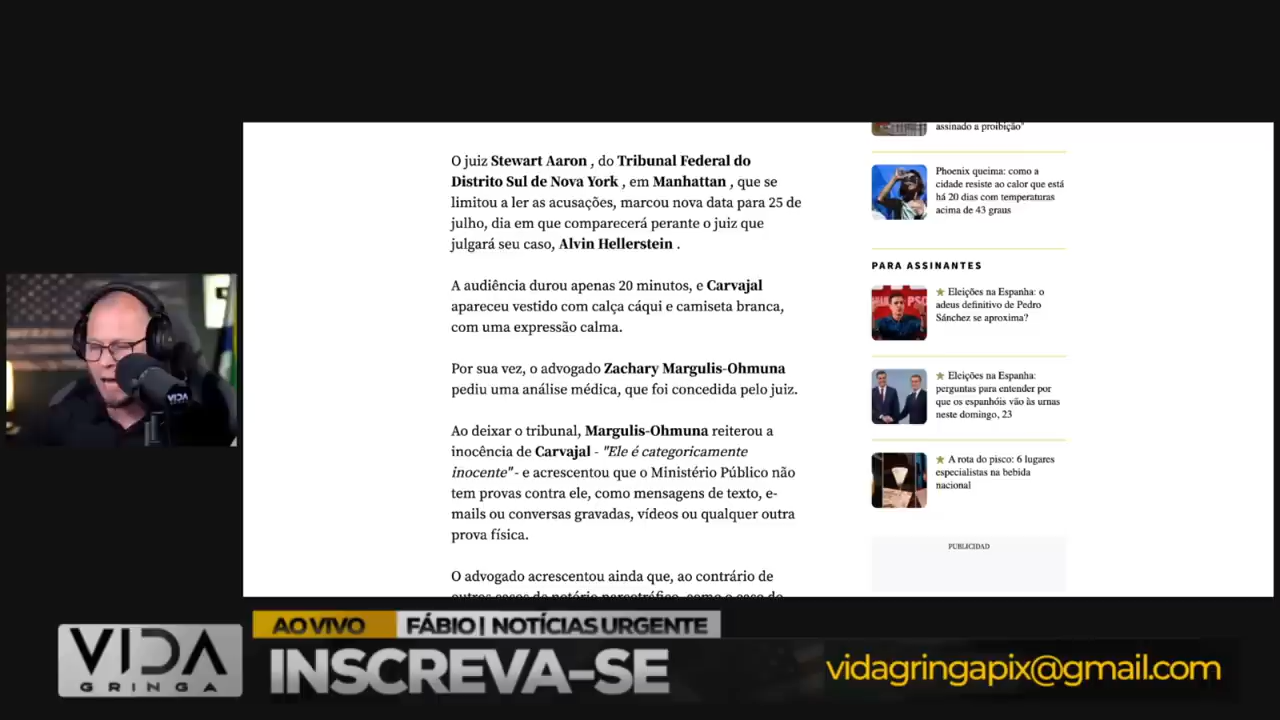 O juiz Stewart Aaron , do Tribunal Federal do
Distrito Sul de Nova York , em Manhattan , que se
limitou a ler as acusações, marcou nova data para 25 de
julho, dia em que comparecerá perante o juiz que
julgará seu caso, Alvin Hellerstein .
A audiência durou apenas 20 minutos, e Carvajal
apareceu vestido com calça cáqui e camiseta branca,
com uma expressão calma.
Por sua vez, o advogado Zachary Margulis-Ohmuna
pediu uma análise médica, que foi concedida pelo juiz.
Ao deixar o tribunal, Margulis-Ohmuna reiterou a
inocência de Carvajal - "Ele é categoricamente
inocente" - e acrescentou que o Ministério Público não
tem provas contra ele, como mensagens de texto, e-
mails ou conversas gravadas, vídeos ou qualquer outra
prova física.
O advogado acrescentou ainda que, ao contrário de
outros casos de notório narcotráfico, como o caso de
assinado a proibição"
Phoenix queima: como a
cidade resiste ao calor que está
há 20 dias com temperaturas
acima de 43 graus
PARA ASSINANTES
★ Eleições na Espanha: o
adeus definitivo de Pedro
Sánchez se aproxima?
★ Eleições na Espanha:
perguntas para entender por
que os espanhóis vão às urnas
neste domingo, 23
★ A rota do pisco: 6 lugares
especialistas na bebida
nacional
PUBLICIDAD
VIDA
VIDA
GRINGA
AO VIVO FÁBIO | NOTÍCIAS URGENTE
INSCREVA-SE
vidagringapix@gmail.com